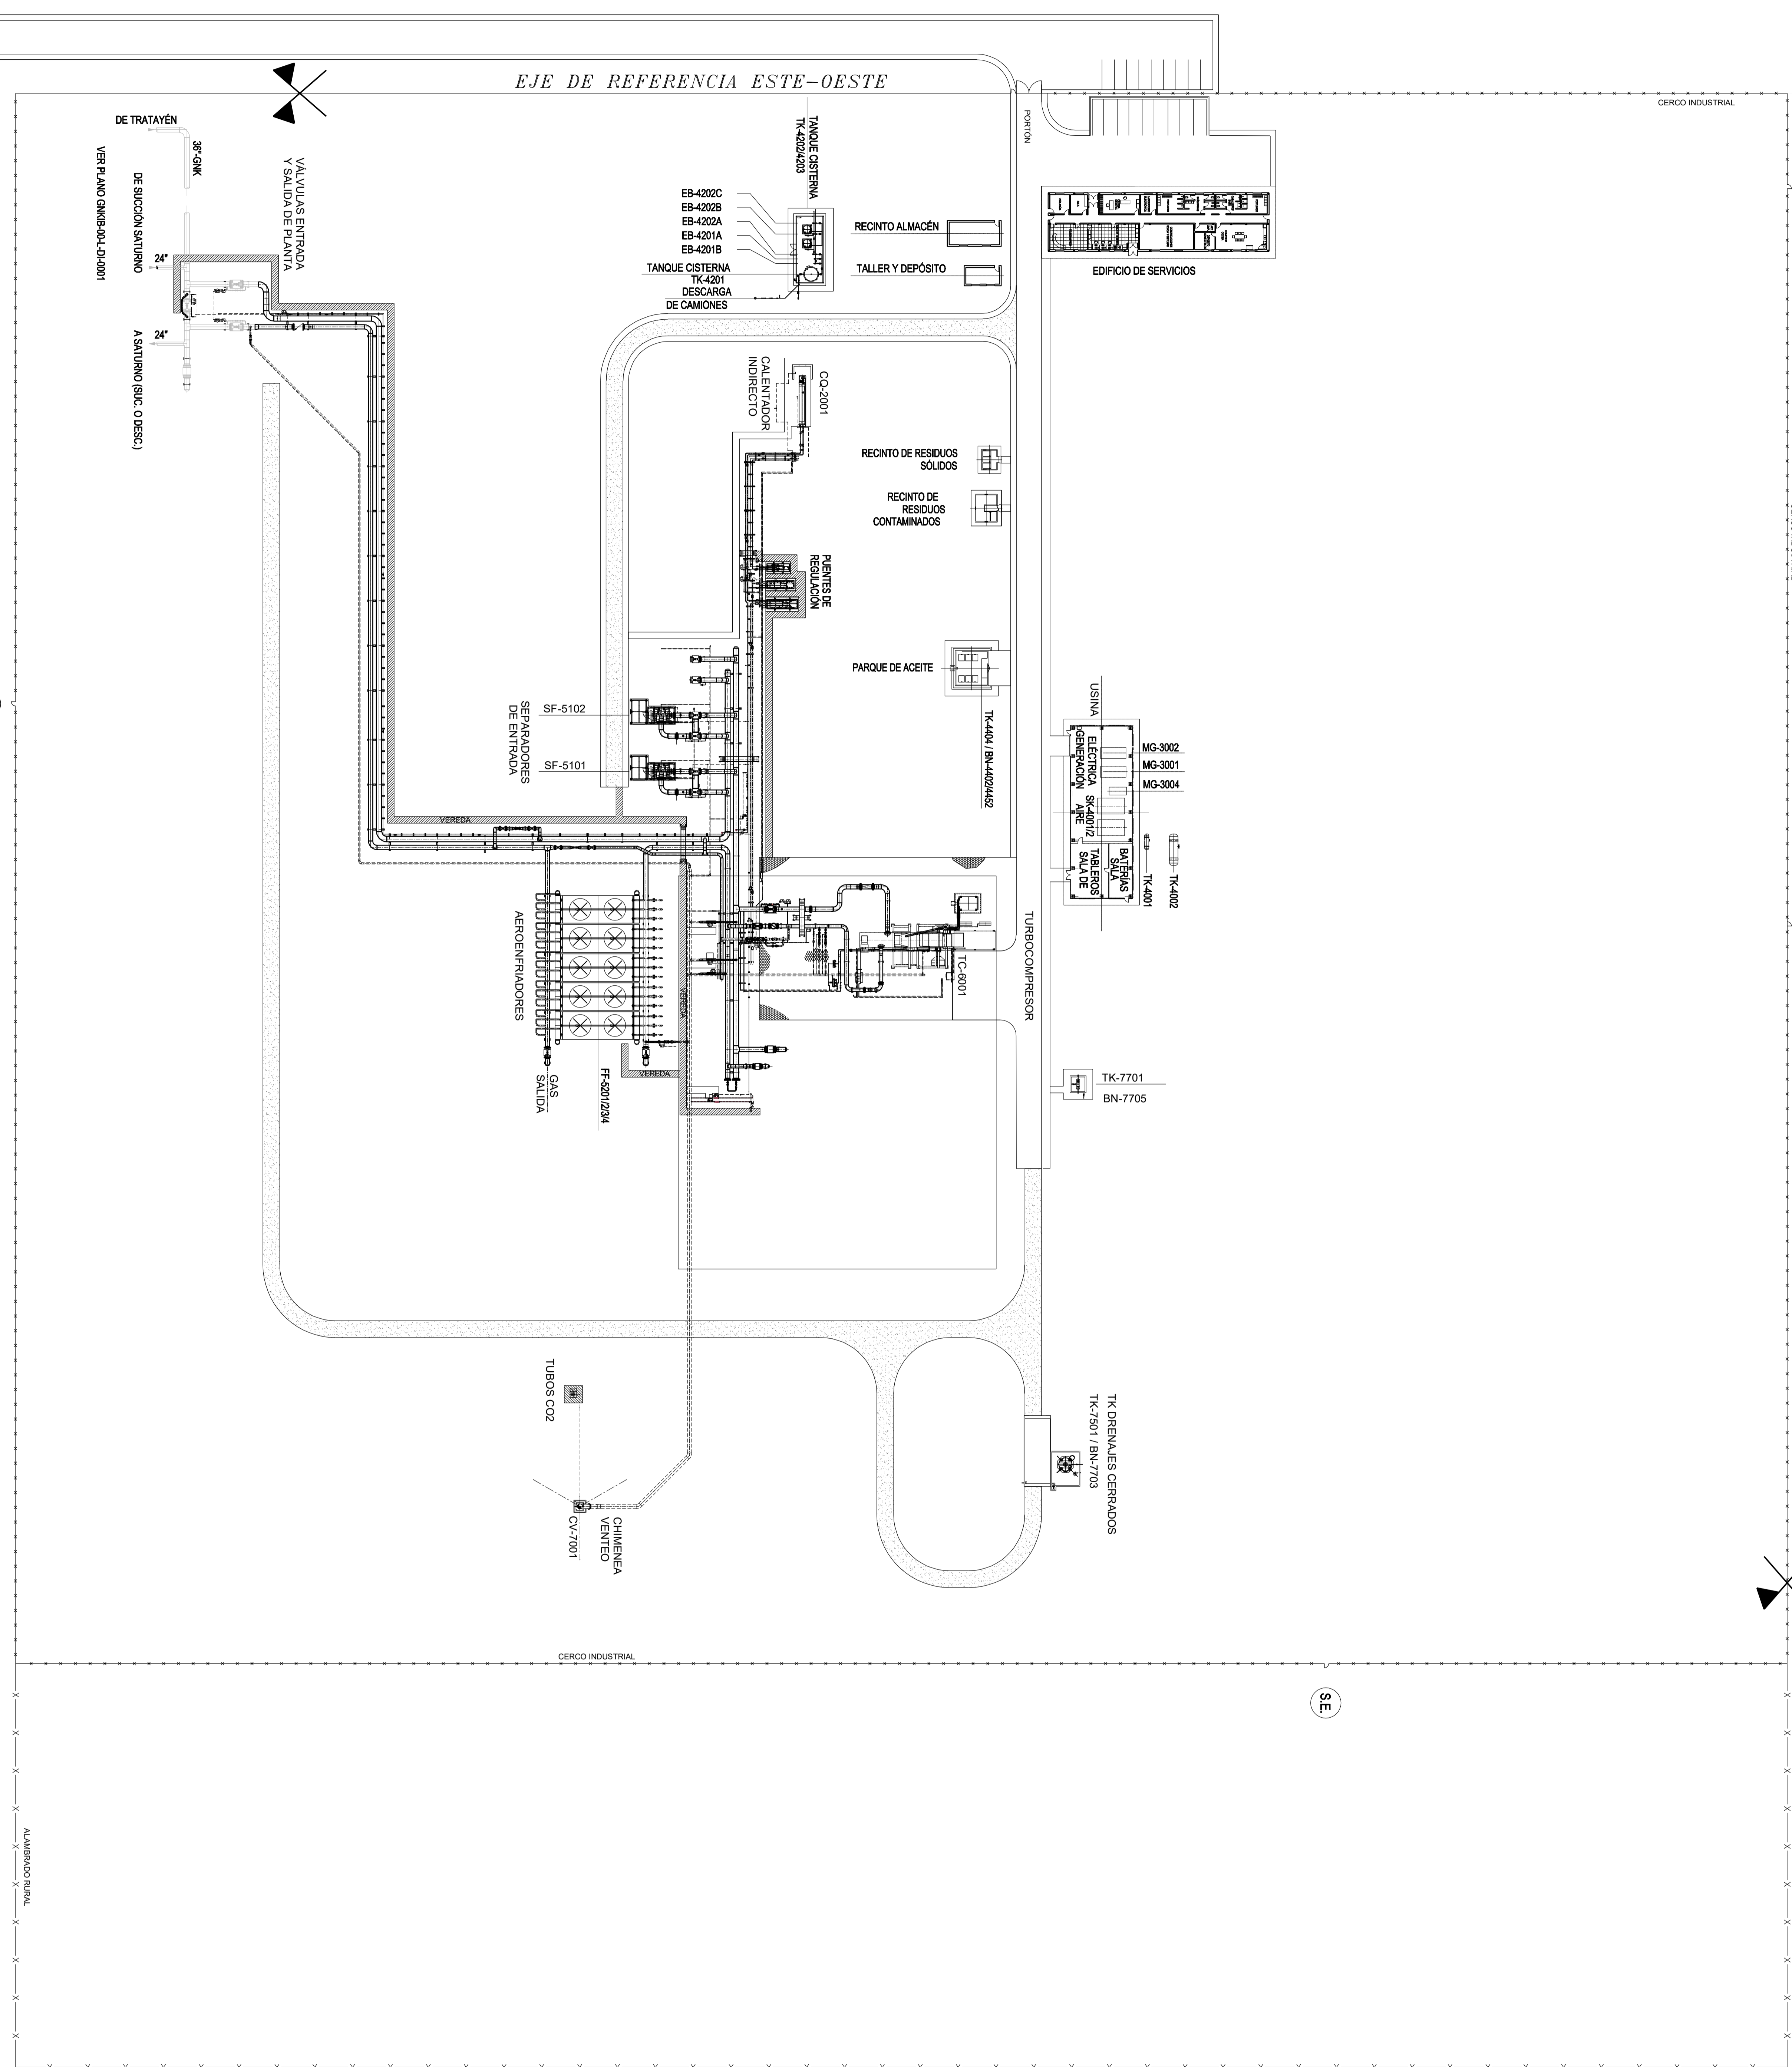 EJE DE REFERENCIA ESTE-OESTE
CERCO INDUSTRIAL
PORTÓN
DE TRATAYÉN
36"-GNK
VER PLANO GNKIB-00-L-DI-0001
DE SUCCIÓN SATURNO
24"
24"
A SATURNO (SUC. O DESC.)
VÁLVULAS ENTRADA
Y SALIDA DE PLANTA
TANQUE CISTERNA
TK-4202/4203
EB-4202C
EB-4202B
EB-4202A
EB-4201A
EB-4201B
TANQUE CISTERNA
TK-4201
DESCARGA
DE CAMIONES
RECINTO ALMACÉN
TALLER Y DEPÓSITO
EDIFICIO DE SERVICIOS
CQ-2001
CALENTADOR
INDIRECTO
RECINTO DE RESIDUOS
SÓLIDOS
RECINTO DE
RESIDUOS
CONTAMINADOS
PUENTES DE
REGULACIÓN
PARQUE DE ACEITE
TK-4404 / BN-4402/4452
USINA
MG-3002
MG-3001
MG-3004
ELÉCTRICA
GENERACIÓN
SK-4001/2
AIRE
BATERÍAS
SALA
TABLEROS
SALA DE
TK-4002
TK-4001
SF-5102
SF-5101
SEPARADORES
DE ENTRADA
VEREDA
VEREDA
VEREDA
AEROENFRIADORES
FF-5201/2/3/4
GAS
SALIDA
TC-6001
TURBOCOMPRESOR
TK-7701
BN-7705
TUBOS CO2
CHIMENEA
VENTEO
CV-7001
TK DRENAJES CERRADOS
TK-7501 / BN-7703
CERCO INDUSTRIAL
S.E.
ALAMBRADO RURAL